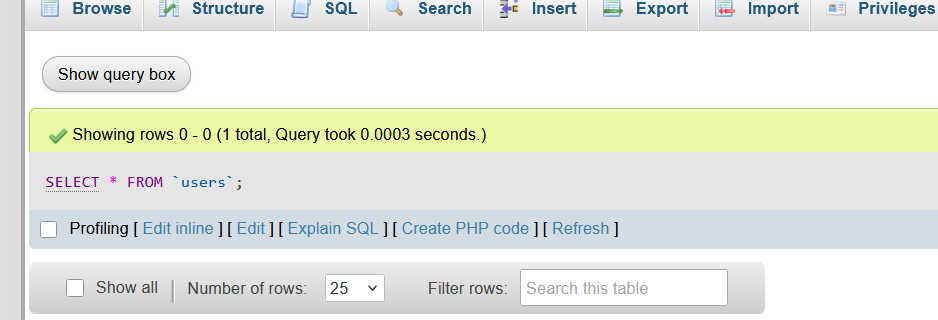 Browse Structure SQL Search Insert Export Import Privileges
Show query box
Showing rows 0 - 0 (1 total, Query took 0.0003 seconds.)
SELECT * FROM `users`;
Profiling [ Edit inline ] [ Edit ] [ Explain SQL ] [ Create PHP code ] [ Refresh ]
Show all Number of rows: 25 Filter rows: Search this table